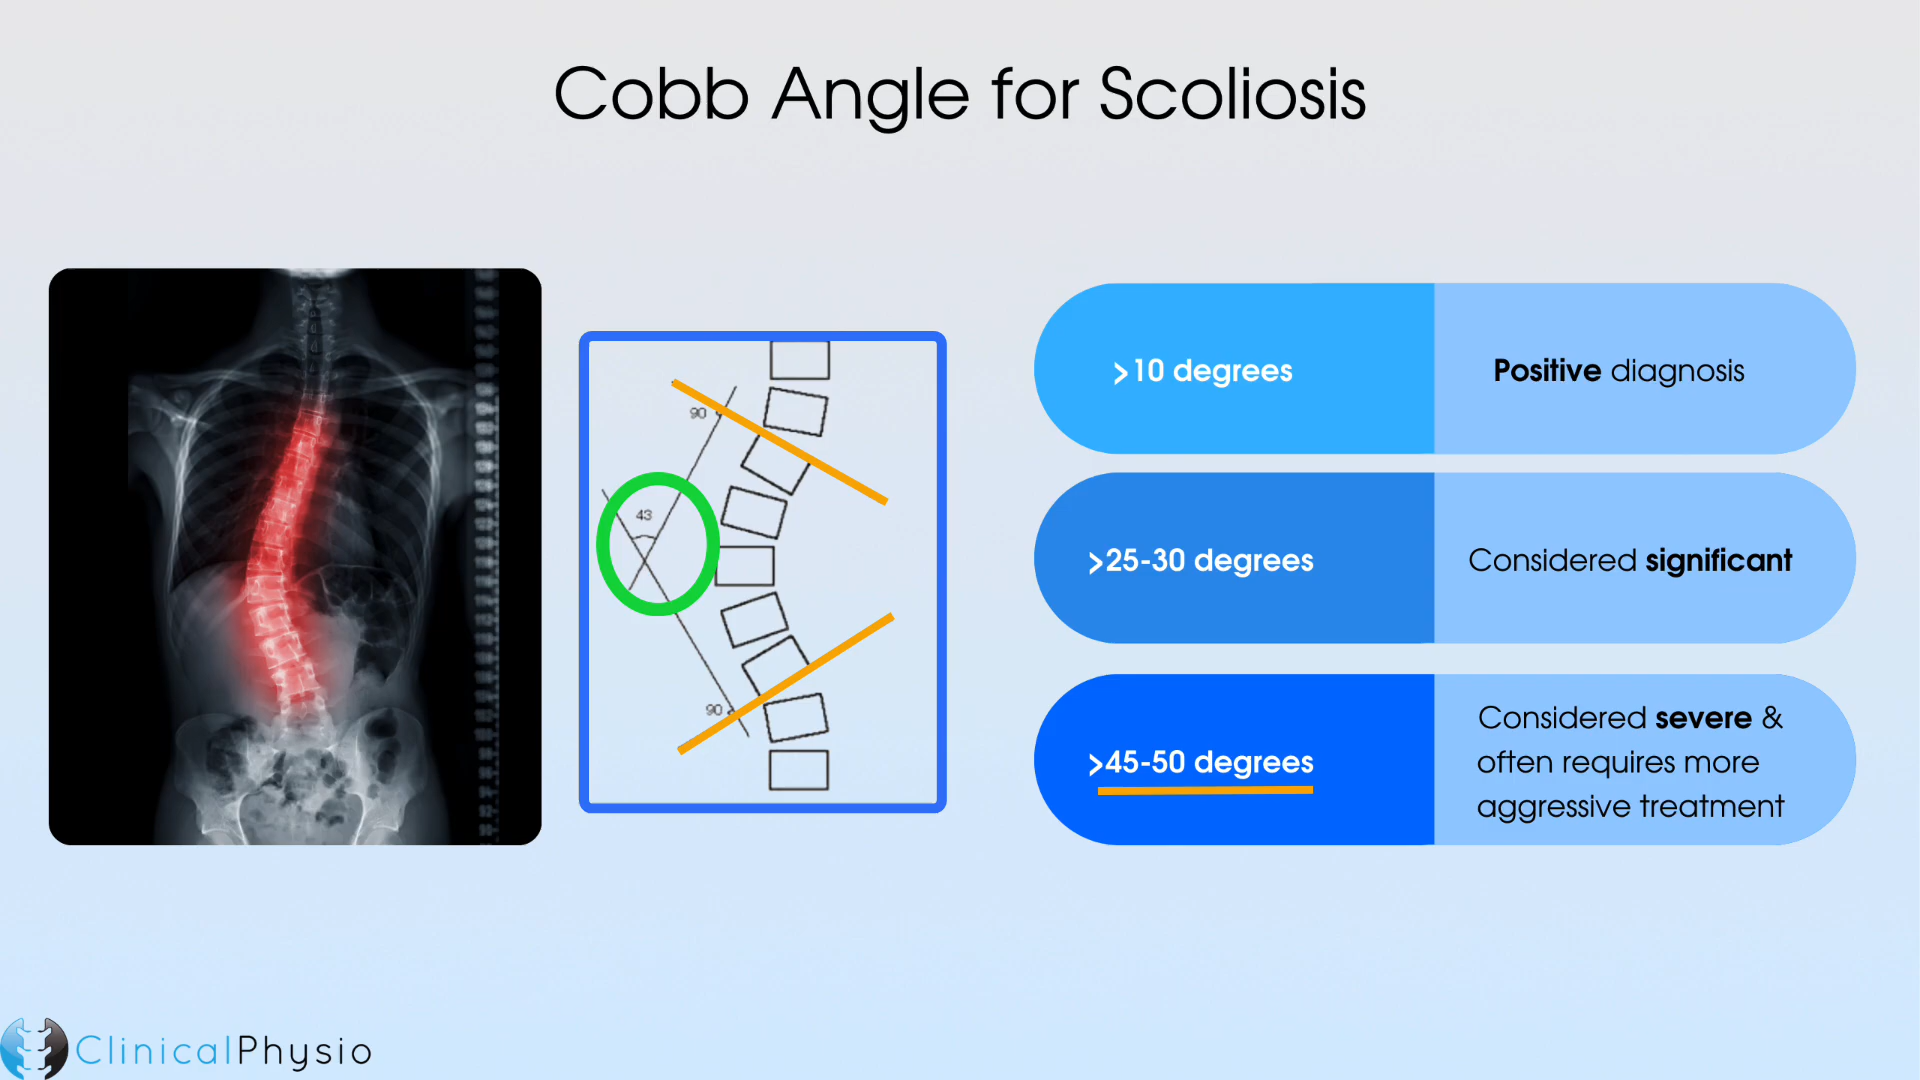 Cobb Angle for Scoliosis
90
43
90
>10 degrees
Positive diagnosis
>25-30 degrees
Considered significant
>45-50 degrees
Considered severe &
often requires more
aggressive treatment
ClinicalPhysio